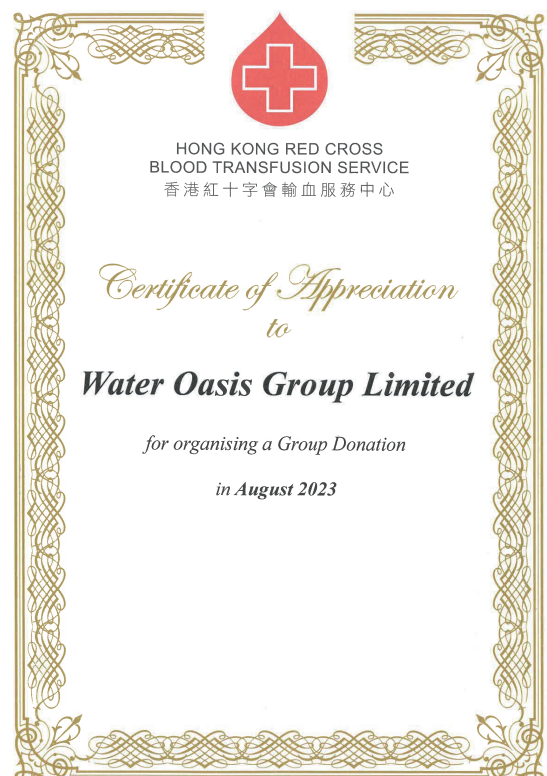 HONG KONG RED CROSS
BLOOD TRANSFUSION SERVICE
香港紅十字會輸血服務中心
Certificate of Appreciation
to
Water Oasis Group Limited
for organising a Group Donation
in August 2023